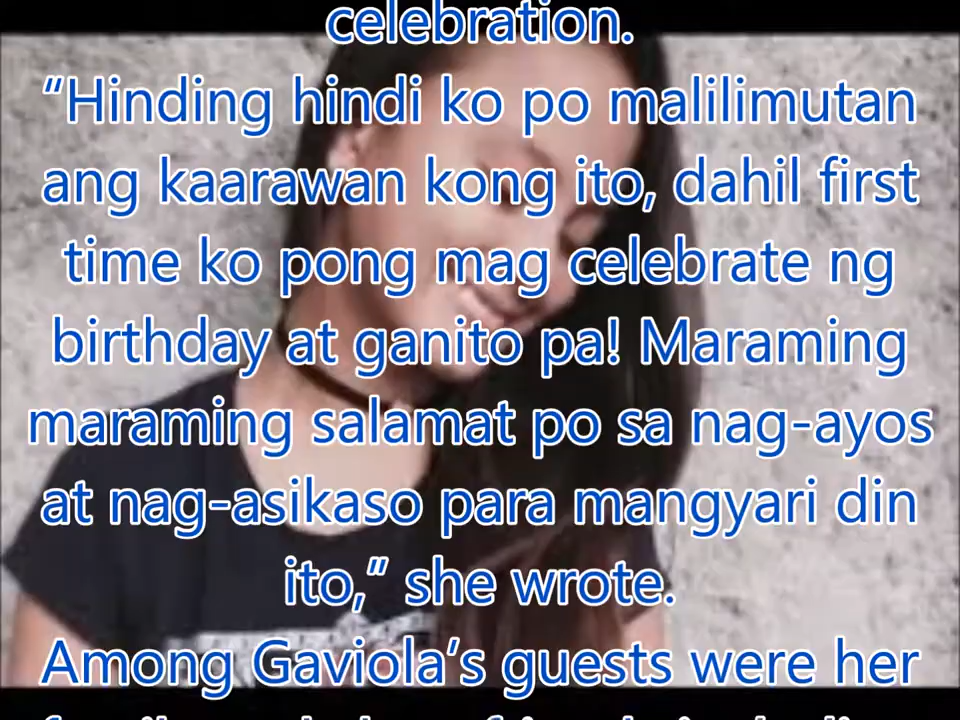 celebration.
“Hinding hindi ko po malilimutan
ang kaarawan kong ito, dahil first
time ko pong mag celebrate ng
birthday at ganito pa! Maraming
maraming salamat po sa nag-ayos
at nag-asikaso para mangyari din
ito,” she wrote.
Among Gaviola’s guests were her